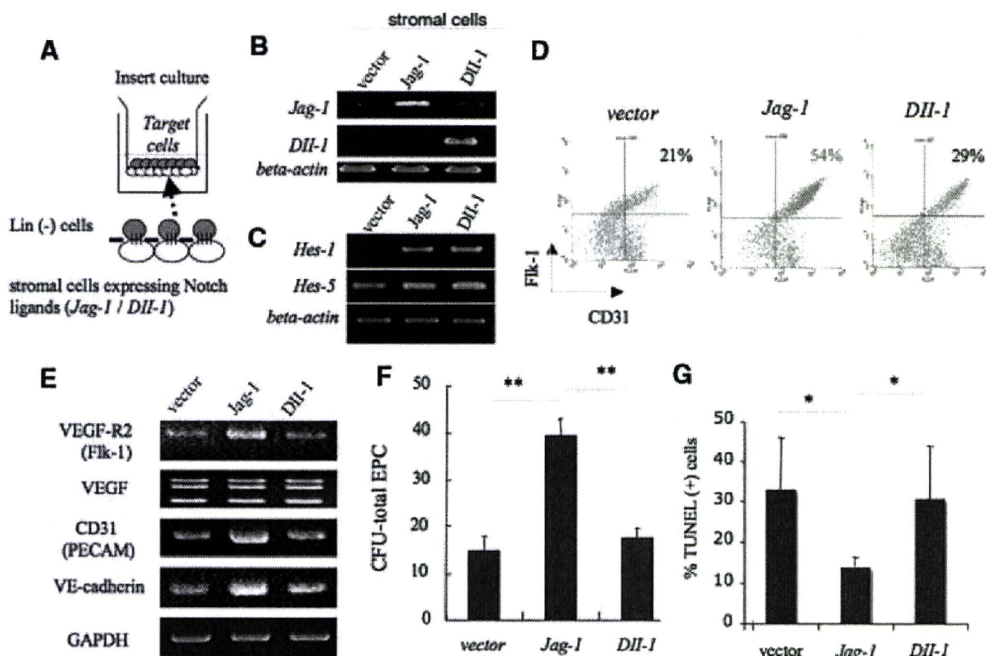 stromal cells
A
Insert culture
Target
cells
Lin (-) cells
stromal cells expressing Notch
ligands (Jag-1 / Dll-1)
B
vector Jag-1 Dll-1
Jag-1
Dll-1
beta-actin
C
vector Jag-1 Dll-1
Hes-1
Hes-5
beta-actin
D
vector Jag-1 Dll-1
21% 54% 29%
Flk-1
CD31
E
vector Jag-1 Dll-1
VEGF-R2
(Flk-1)
VEGF
CD31
(PECAM)
VE-cadherin
GAPDH
F
CFU-total EPC
50
40
30
20
10
0
** **
vector Jag-1 Dll-1
G
% TUNEL (+) cells
50
40
30
20
10
0
* *
vector Jag-1 Dll-1